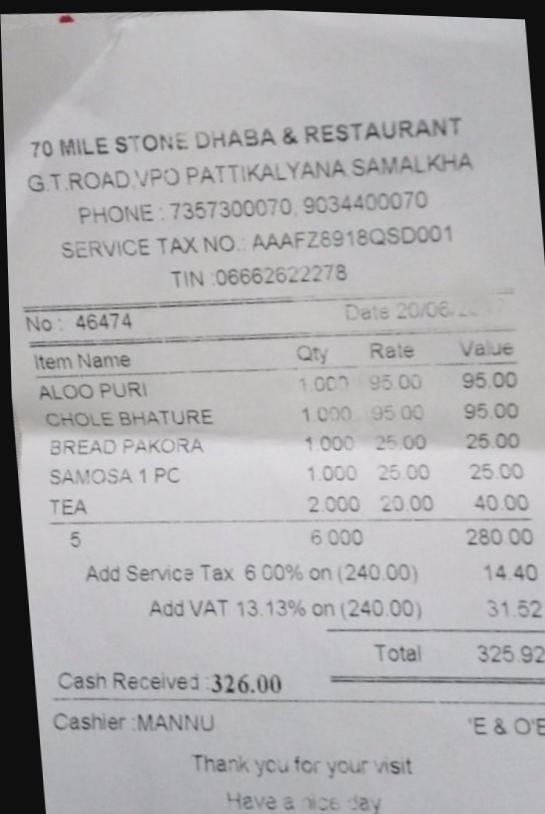 70 MILE STONE DHABA & RESTAURANT
G.T.ROAD,VPO PATTIKALYANA SAMALKHA
PHONE : 7357300070, 9034400070
SERVICE TAX NO.: AAAFZ8918QSD001
TIN :06662622278
No : 46474 Date 20/06/
Item Name Qty Rate Value
ALOO PURI 1.000 95.00 95.00
CHOLE BHATURE 1.000 95.00 95.00
BREAD PAKORA 1.000 25.00 25.00
SAMOSA 1 PC 1.000 25.00 25.00
TEA 2.000 20.00 40.00
5 6.000 280.00
Add Service Tax 6.00% on (240.00) 14.40
Add VAT 13.13% on (240.00) 31.52
Total 325.92
Cash Received :326.00
Cashier :MANNU 'E & O'E
Thank you for your visit
Have a nice day